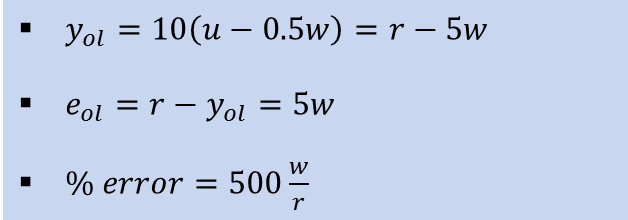 ▪ y_ol = 10(u − 0.5w) = r − 5w
▪ e_ol = r − y_ol = 5w
▪ % error = 500 w/r